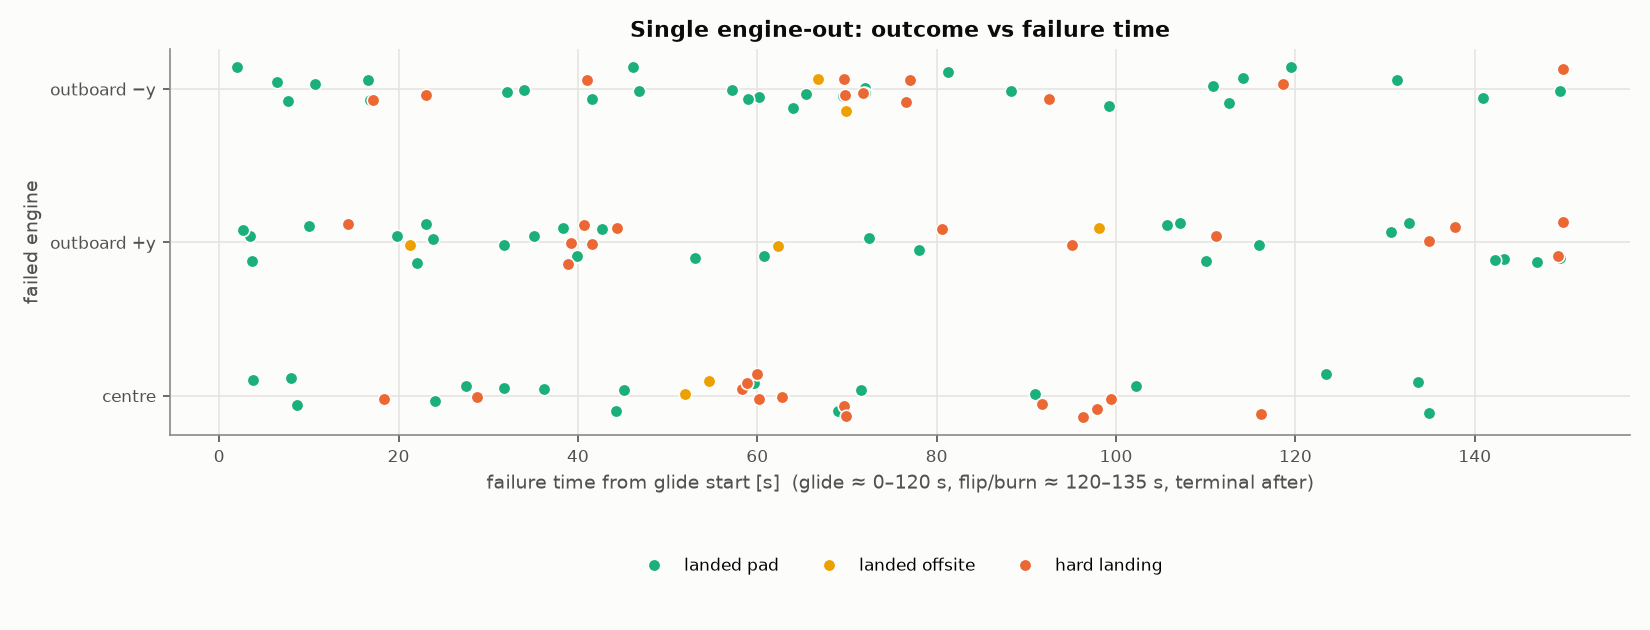 Single engine-out: outcome vs failure time
failed engine
outboard −y
outboard +y
centre
0 20 40 60 80 100 120 140
failure time from glide start [s]  (glide ≈ 0–120 s, flip/burn ≈ 120–135 s, terminal after)
landed pad landed offsite hard landing